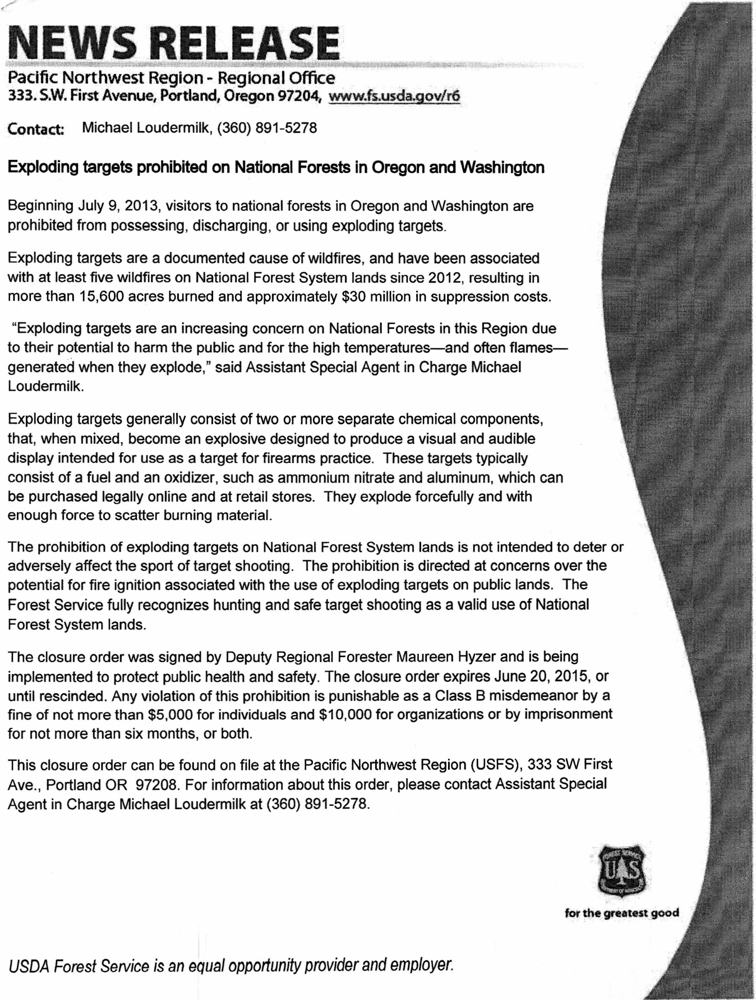 NEWS RELEASE
Pacific Northwest Region - Regional Office
333. S.W. First Avenue, Portland, Oregon 97204, www.fs.usda.gov/r6
Contact: Michael Loudermilk, (360) 891-5278
Exploding targets prohibited on National Forests in Oregon and Washington
Beginning July 9, 2013, visitors to national forests in Oregon and Washington are
prohibited from possessing, discharging, or using exploding targets.
Exploding targets are a documented cause of wildfires, and have been associated
with at least five wildfires on National Forest System lands since 2012, resulting in
more than 15,600 acres burned and approximately $30 million in suppression costs.
“Exploding targets are an increasing concern on National Forests in this Region due
to their potential to harm the public and for the high temperatures—and often flames—
generated when they explode,” said Assistant Special Agent in Charge Michael
Loudermilk.
Exploding targets generally consist of two or more separate chemical components,
that, when mixed, become an explosive designed to produce a visual and audible
display intended for use as a target for firearms practice. These targets typically
consist of a fuel and an oxidizer, such as ammonium nitrate and aluminum, which can
be purchased legally online and at retail stores. They explode forcefully and with
enough force to scatter burning material.
The prohibition of exploding targets on National Forest System lands is not intended to deter or
adversely affect the sport of target shooting. The prohibition is directed at concerns over the
potential for fire ignition associated with the use of exploding targets on public lands. The
Forest Service fully recognizes hunting and safe target shooting as a valid use of National
Forest System lands.
The closure order was signed by Deputy Regional Forester Maureen Hyzer and is being
implemented to protect public health and safety. The closure order expires June 20, 2015, or
until rescinded. Any violation of this prohibition is punishable as a Class B misdemeanor by a
fine of not more than $5,000 for individuals and $10,000 for organizations or by imprisonment
for not more than six months, or both.
This closure order can be found on file at the Pacific Northwest Region (USFS), 333 SW First
Ave., Portland OR 97208. For information about this order, please contact Assistant Special
Agent in Charge Michael Loudermilk at (360) 891-5278.
FOREST SERVICE
U S
DEPARTMENT OF AGRICULTURE
for the greatest good
USDA Forest Service is an equal opportunity provider and employer.